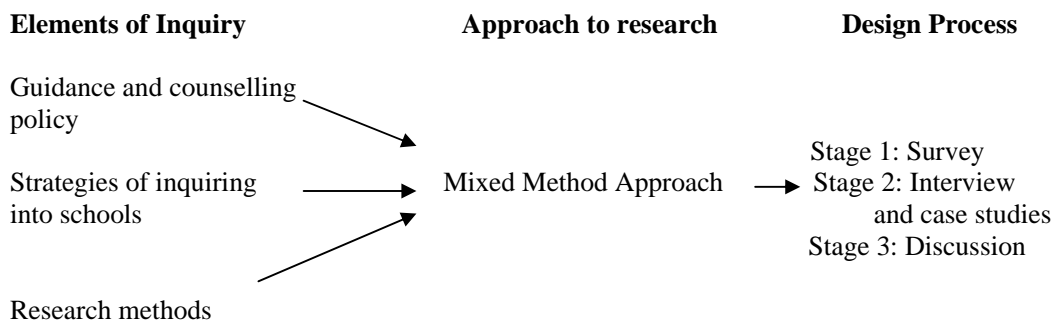 Elements of Inquiry
Approach to research
Design Process
Guidance and counselling
policy
Strategies of inquiring
into schools
Research methods
Mixed Method Approach
Stage 1: Survey
Stage 2: Interview
and case studies
Stage 3: Discussion